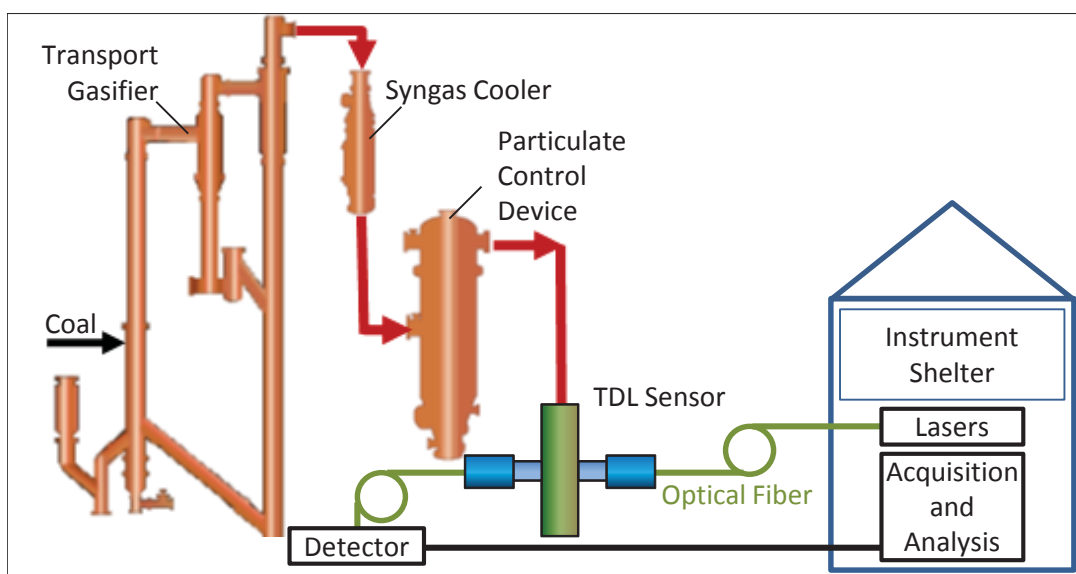 Transport
Gasifier
Syngas Cooler
Particulate
Control
Device
Coal
Instrument
Shelter
TDL Sensor
Lasers
Optical Fiber
Acquisition
and
Analysis
Detector